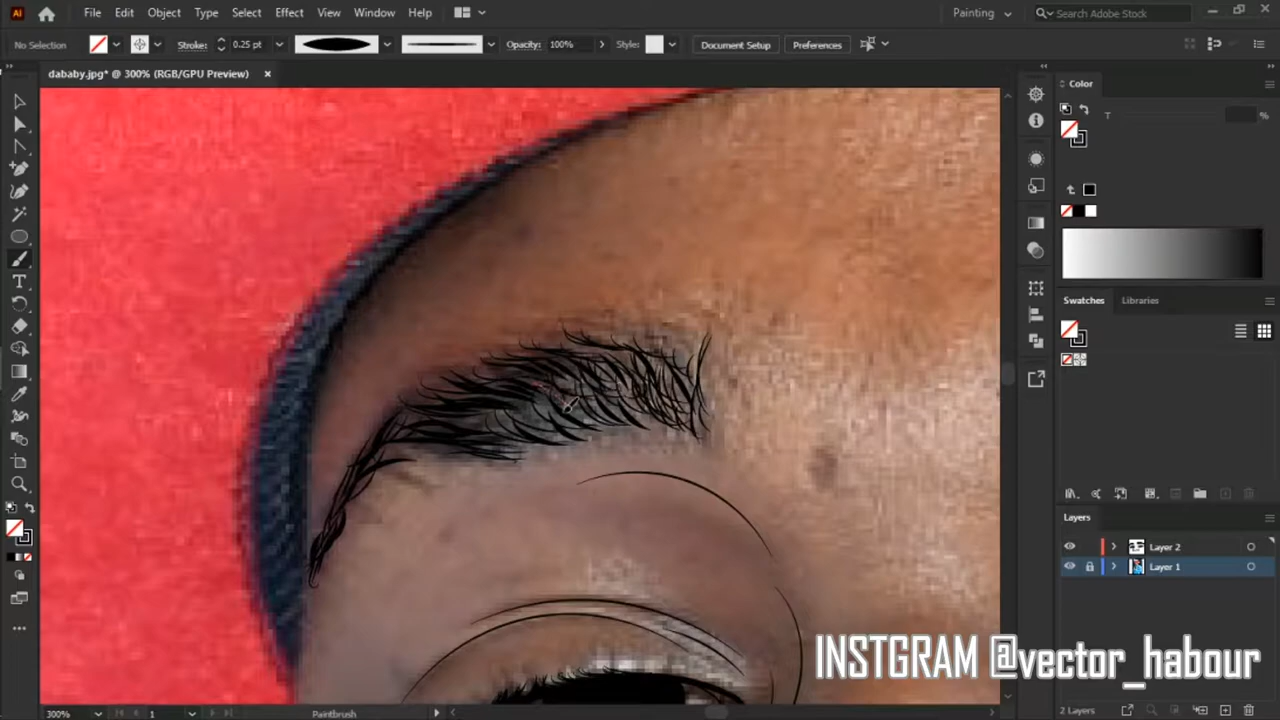 Ai File Edit Object Type Select Effect View Window Help Painting Search Adobe Stock
No Selection Stroke: 0.25 pt Opacity: 100% Style: Document Setup Preferences
dababy.jpg* @ 300% (RGB/GPU Preview)
Color
T %
Swatches Libraries
Layers
Layer 2
Layer 1
INSTGRAM @vector_habour
300% 1 Paintbrush 2 Layers